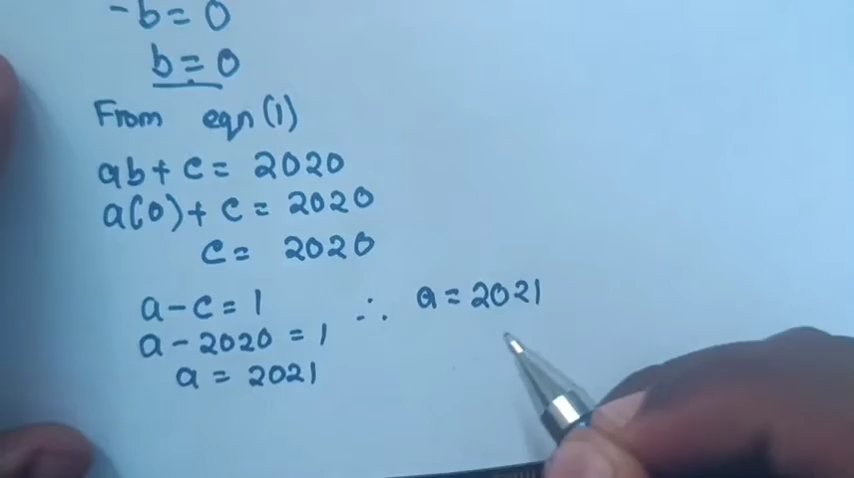 -b = 0
b = 0
From eqn (1)
ab + c = 2020
a(0) + c = 2020
c = 2020
a - c = 1
a - 2020 = 1
a = 2021
∴ a = 2021